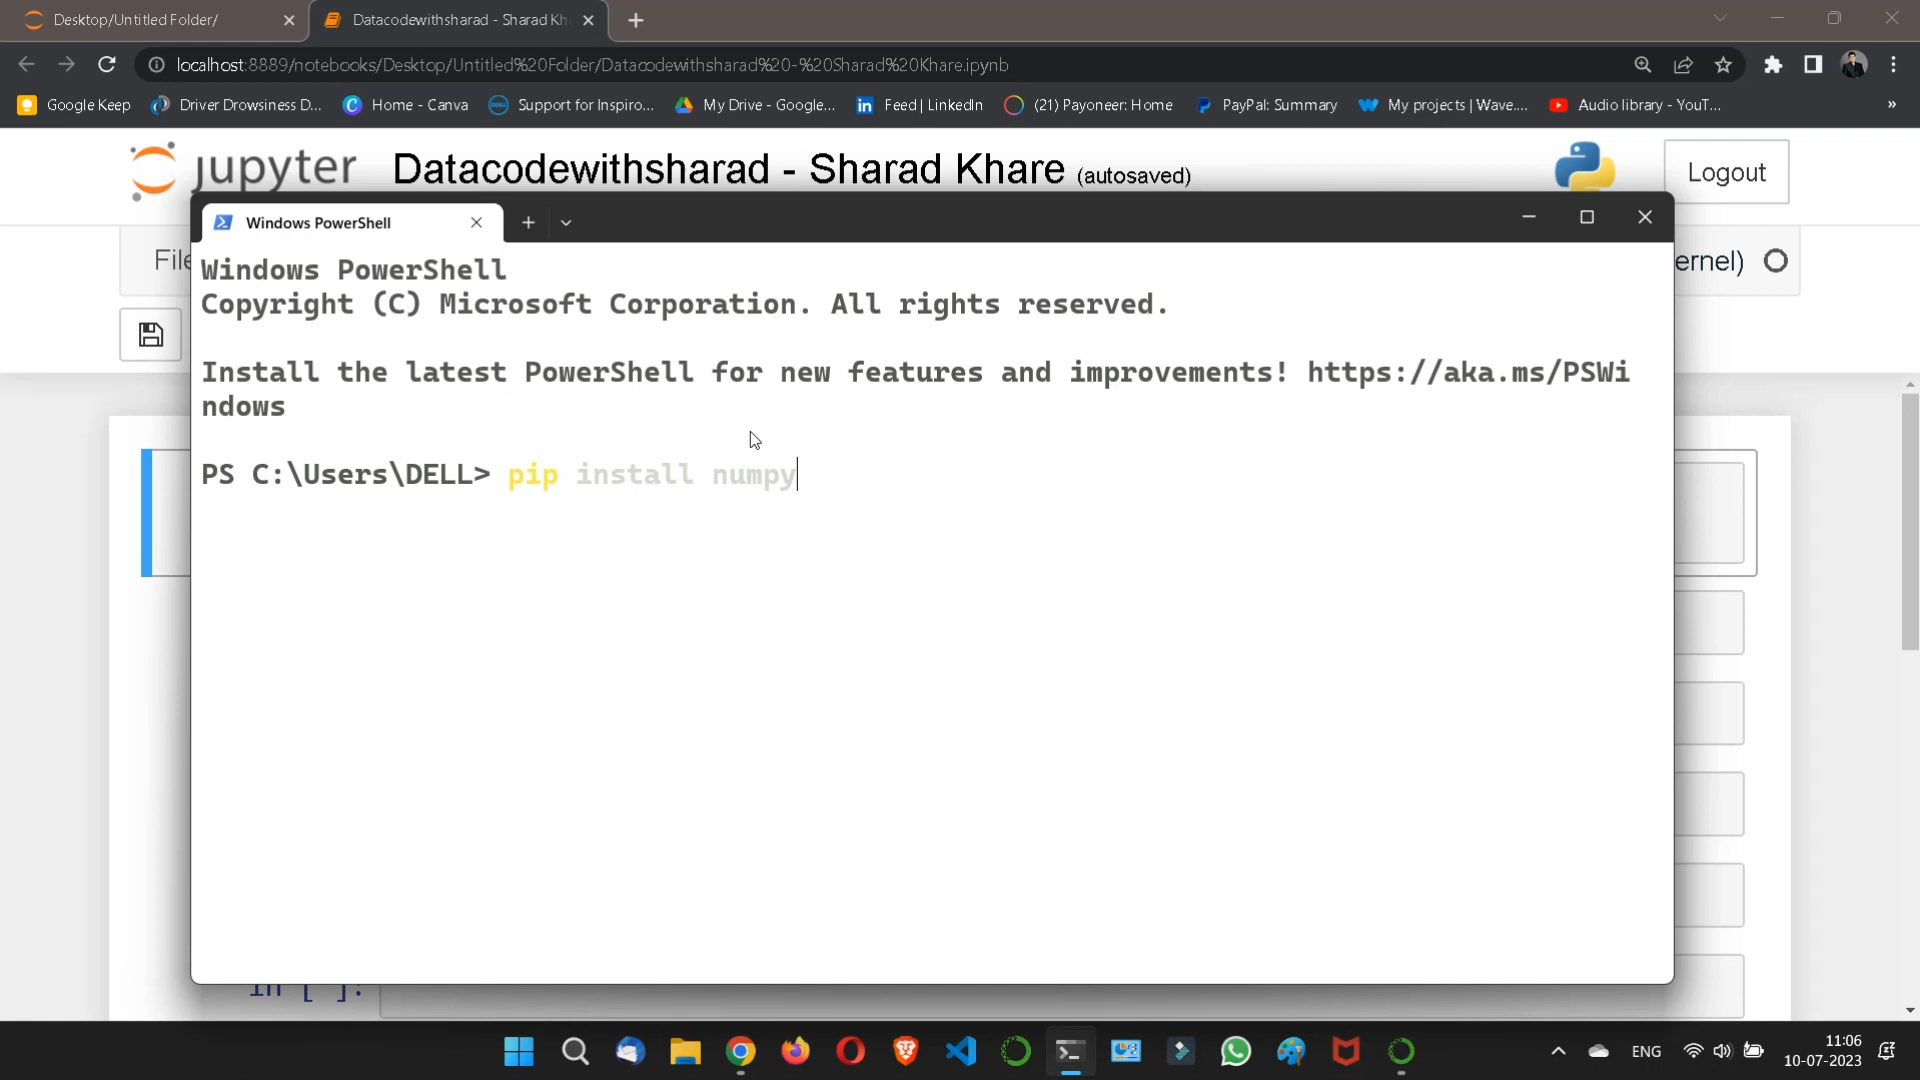 Desktop/Untitled Folder/
Datacodewithsharad - Sharad Kh
localhost:8889/notebooks/Desktop/Untitled%20Folder/Datacodewithsharad%20-%20Sharad%20Khare.ipynb
Google Keep
Driver Drowsiness D...
Home - Canva
Support for Inspiro...
My Drive - Google...
Feed | LinkedIn
(21) Payoneer: Home
PayPal: Summary
My projects | Wave....
Audio library - YouT...
»
jupyter
Datacodewithsharad - Sharad Khare (autosaved)
Logout
File
ernel)
Windows PowerShell
Windows PowerShell
Copyright (C) Microsoft Corporation. All rights reserved.
Install the latest PowerShell for new features and improvements! https://aka.ms/PSWi
ndows
PS C:\Users\DELL> pip install numpy
In [ ]:
ENG
11:06
10-07-2023